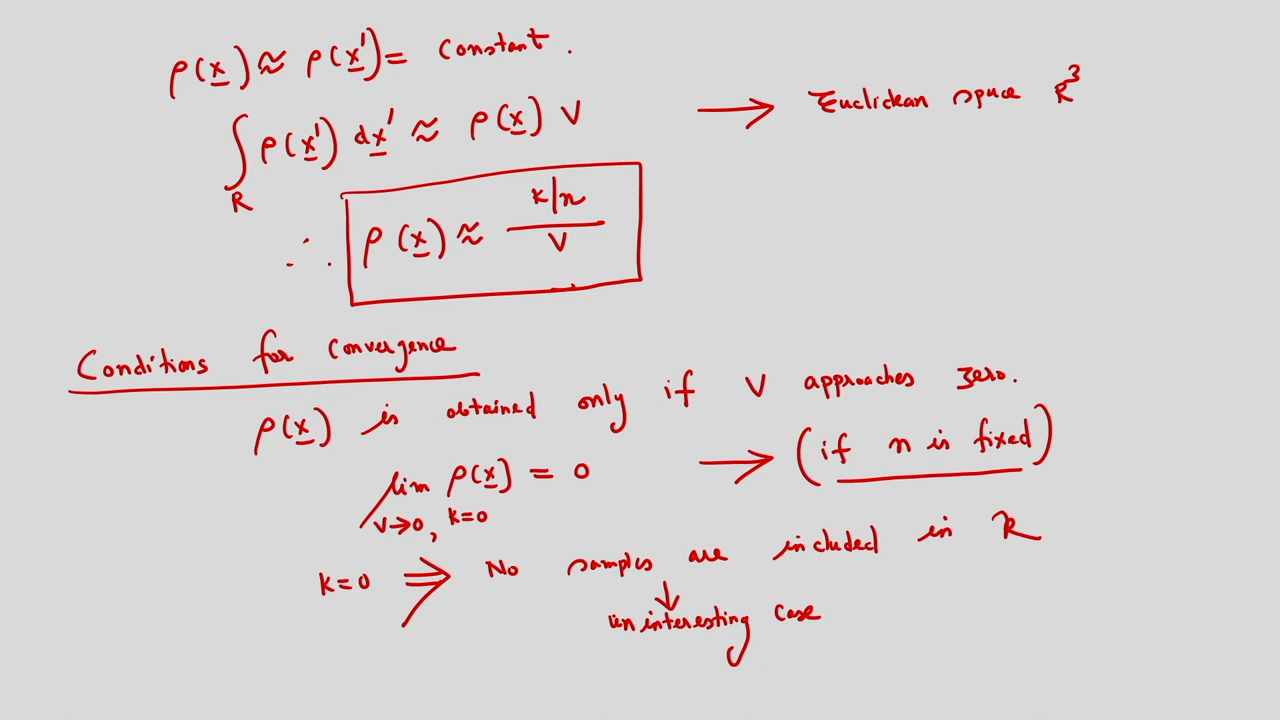 ρ(x) ≈ ρ(x') = constant.
∫_R ρ(x') dx' ≈ ρ(x) V → Euclidean space R³
∴ ρ(x) ≈ (k/n)/V
Conditions for convergence
ρ(x) is obtained only if V approaches zero.
lim ρ(x) = 0 → (if n is fixed)
V→0, k=0
k=0 ⇒ No samples are included in R
↓
uninteresting case